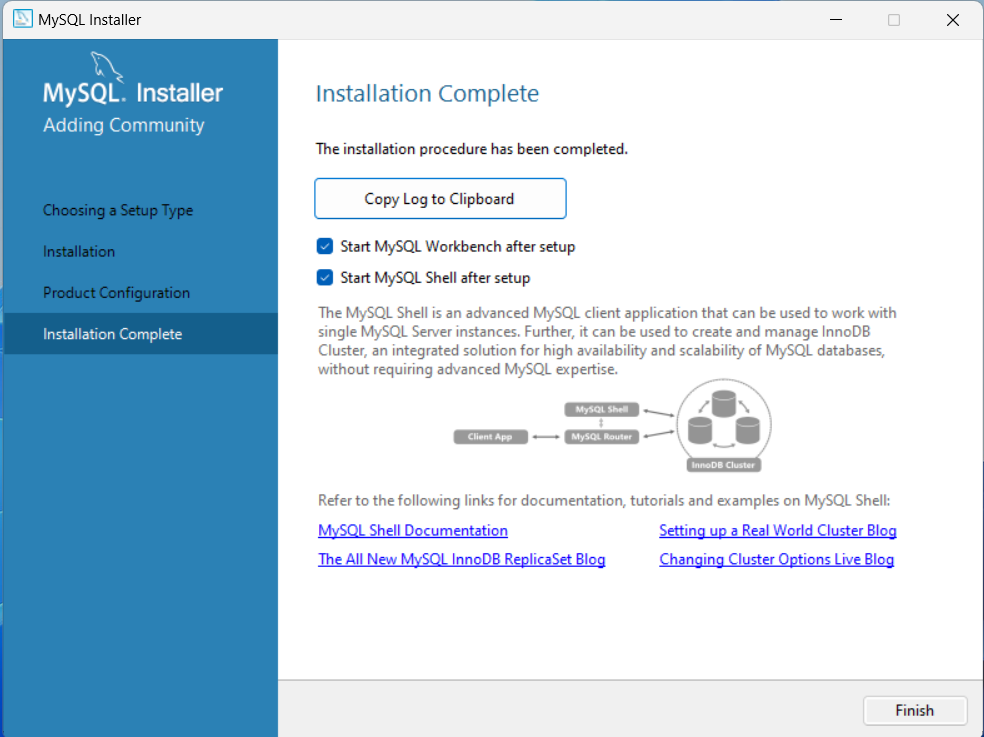 MySQL Installer
MySQL. Installer
Adding Community
Choosing a Setup Type
Installation
Product Configuration
Installation Complete
Installation Complete
The installation procedure has been completed.
Copy Log to Clipboard
Start MySQL Workbench after setup
Start MySQL Shell after setup
The MySQL Shell is an advanced MySQL client application that can be used to work with
single MySQL Server instances. Further, it can be used to create and manage InnoDB
Cluster, an integrated solution for high availability and scalability of MySQL databases,
without requiring advanced MySQL expertise.
MySQL Shell
Client App
MySQL Router
InnoDB Cluster
Refer to the following links for documentation, tutorials and examples on MySQL Shell:
MySQL Shell Documentation
Setting up a Real World Cluster Blog
The All New MySQL InnoDB ReplicaSet Blog
Changing Cluster Options Live Blog
Finish